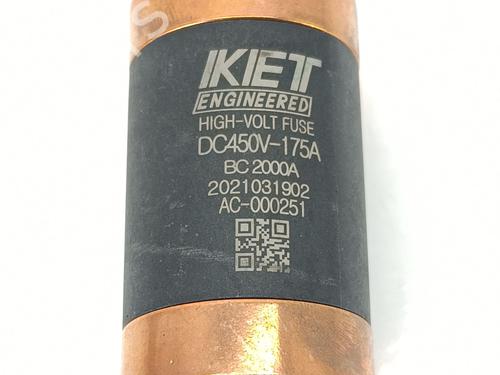 KET
ENGINEERED
HIGH-VOLT FUSE
DC450V-175A
BC 2000A
2021031902
AC-000251